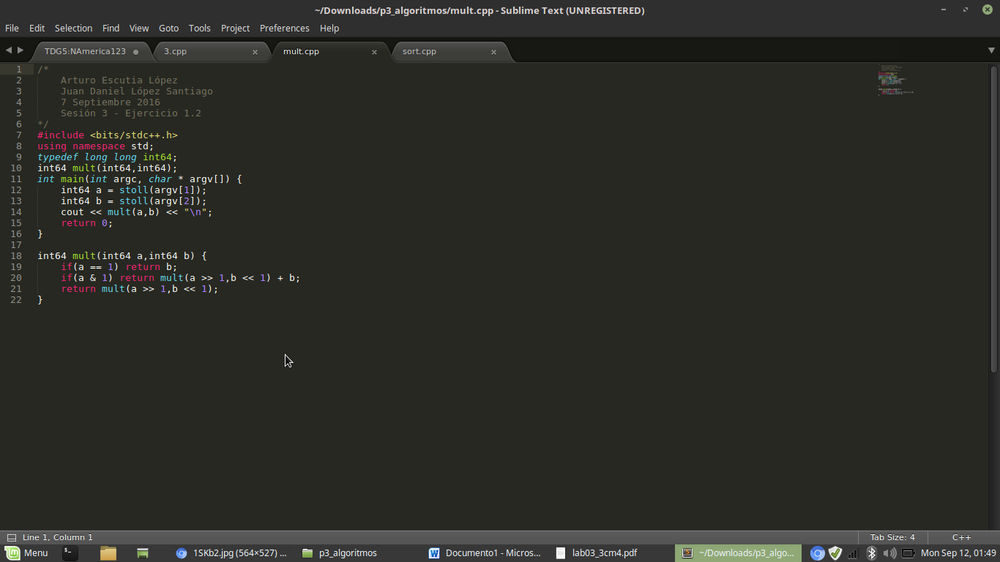 ~/Downloads/p3_algoritmos/mult.cpp - Sublime Text (UNREGISTERED)
File Edit Selection Find View Goto Tools Project Preferences Help
TDG5:NAmerica123 3.cpp mult.cpp sort.cpp
1 /*
2     Arturo Escutia López
3     Juan Daniel López Santiago
4     7 Septiembre 2016
5     Sesión 3 - Ejercicio 1.2
6 */
7 #include <bits/stdc++.h>
8 using namespace std;
9 typedef long long int64;
10 int64 mult(int64,int64);
11 int main(int argc, char * argv[]) {
12     int64 a = stoll(argv[1]);
13     int64 b = stoll(argv[2]);
14     cout << mult(a,b) << "\n";
15     return 0;
16 }
17
18 int64 mult(int64 a,int64 b) {
19     if(a == 1) return b;
20     if(a & 1) return mult(a >> 1,b << 1) + b;
21     return mult(a >> 1,b << 1);
22 }
Line 1, Column 1 Tab Size: 4 C++
Menu 1SKb2.jpg (564×527) ... p3_algoritmos Documento1 - Micros... lab03_3cm4.pdf ~/Downloads/p3_algo... Mon Sep 12, 01:49